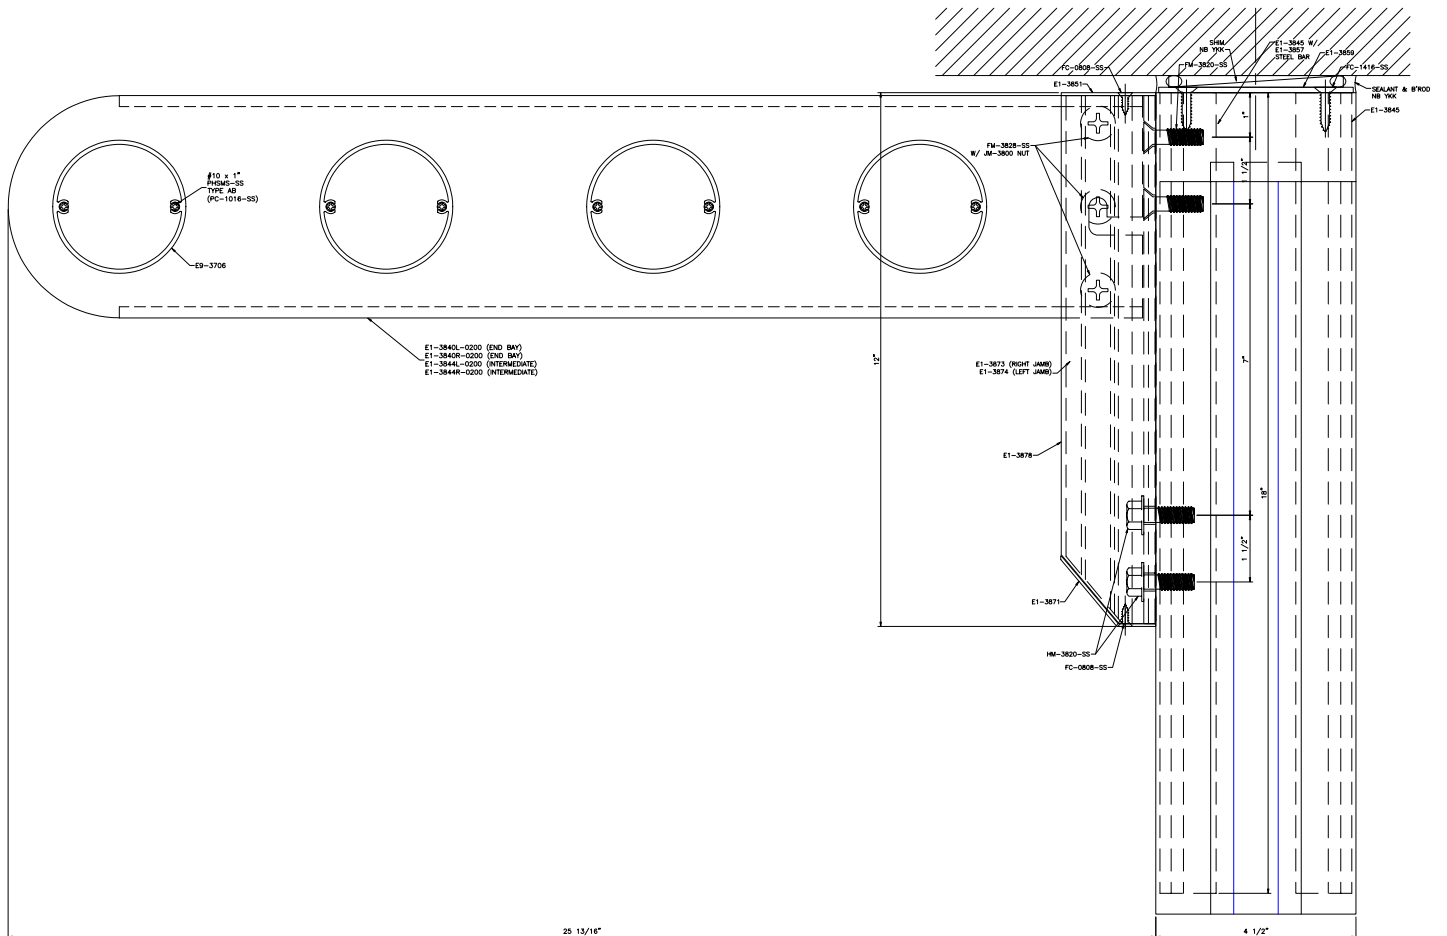 SHIM
NB YKK
E1-3845 W/
E1-3857
STEEL BAR
E1-3859
FM-3820-SS
FC-1416-SS
FC-0808-SS
E1-3851
SEALANT & B'ROD
NB YKK
E1-3845
1"
FM-3828-SS
W/ JM-3800 NUT
1 1/2"
#10 x 1"
PHSMS-SS
TYPE AB
(PC-1016-SS)
E9-3706
E1-3840L-0200 (END BAY)
E1-3840R-0200 (END BAY)
E1-3844L-0200 (INTERMEDIATE)
E1-3844R-0200 (INTERMEDIATE)
12"
E1-3873 (RIGHT JAMB)
E1-3874 (LEFT JAMB)
7"
E1-3878
18"
1 1/2"
E1-3871
HM-3820-SS
FC-0808-SS
25 13/16"
4 1/2"